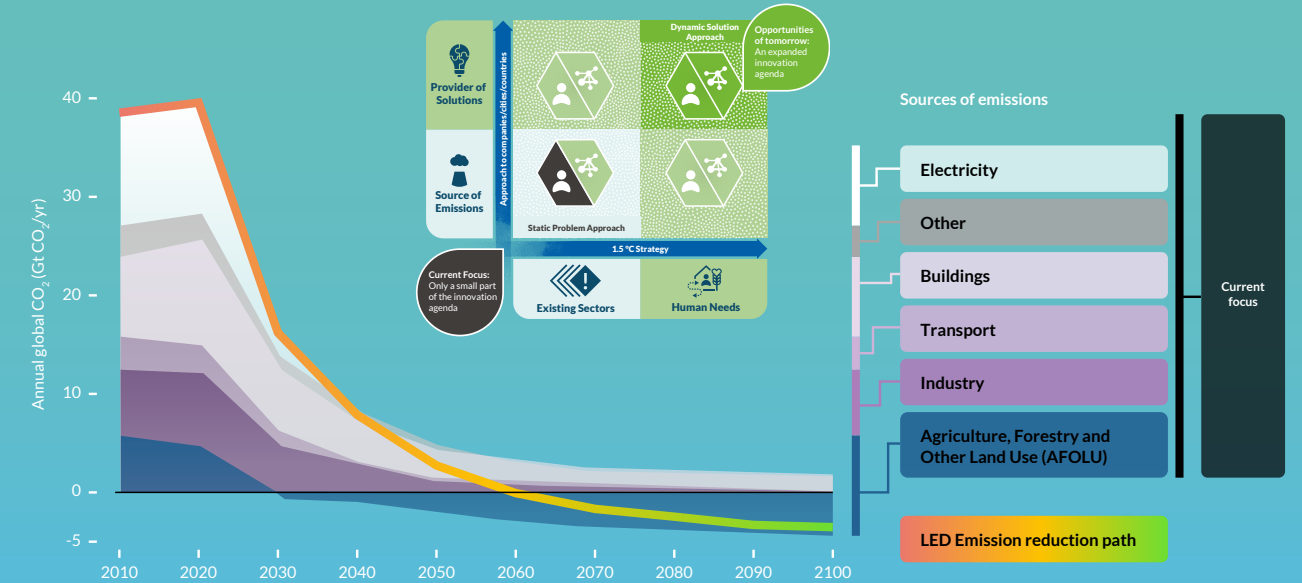 Provider of
Solutions
Source of
Emissions
Approach to companies/cities/countries
Dynamic Solution
Approach
Opportunities
of tomorrow:
An expanded
innovation
agenda
Static Problem Approach
1.5 °C Strategy
Current Focus:
Only a small part
of the innovation
agenda
Existing Sectors
Human Needs
Annual global CO2 (Gt CO2/yr)
40
30
20
10
0
-5
2010 2020 2030 2040 2050 2060 2070 2080 2090 2100
Sources of emissions
Electricity
Other
Buildings
Transport
Industry
Agriculture, Forestry and
Other Land Use (AFOLU)
LED Emission reduction path
Current
focus